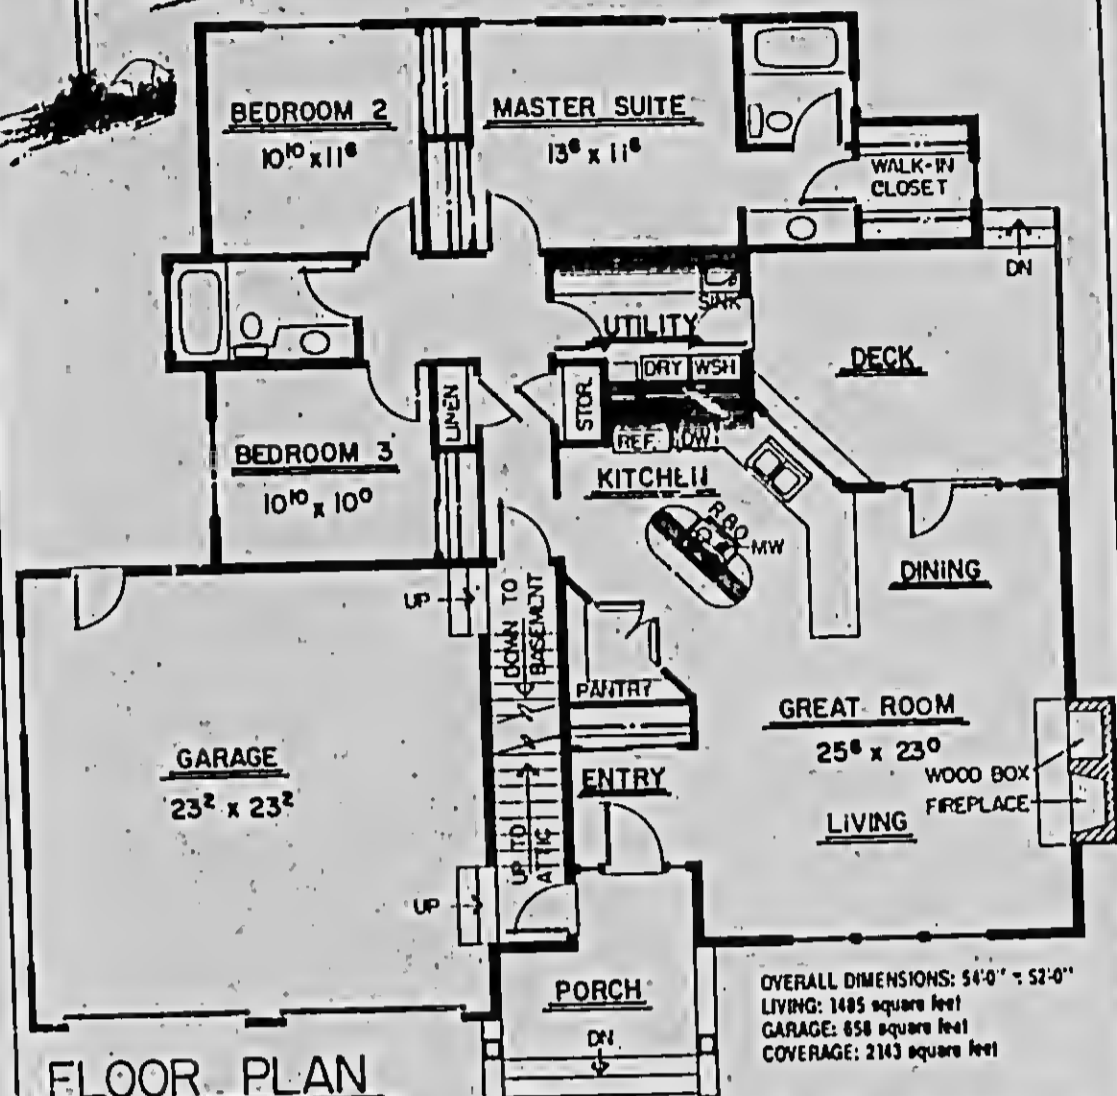 BEDROOM 2
10¹⁰ x 11⁶
MASTER SUITE
13⁶ x 11⁶
WALK-IN
CLOSET
DN
SINK
UTILITY
DRY
WSH
DECK
LINEN
STOR.
REF.
DW
BEDROOM 3
10¹⁰ x 10⁰
KITCHEN
MW
DINING
UP
DOWN TO
BASEMENT
PANTRY
GREAT ROOM
25⁶ x 23⁰
WOOD BOX
FIREPLACE
GARAGE
23² x 23²
ENTRY
LIVING
UP TO
ATTIC
UP
PORCH
DN
OVERALL DIMENSIONS: 54'-0" = 52'-0"
LIVING: 1485 square feet
GARAGE: 658 square feet
COVERAGE: 2143 square feet
FLOOR PLAN